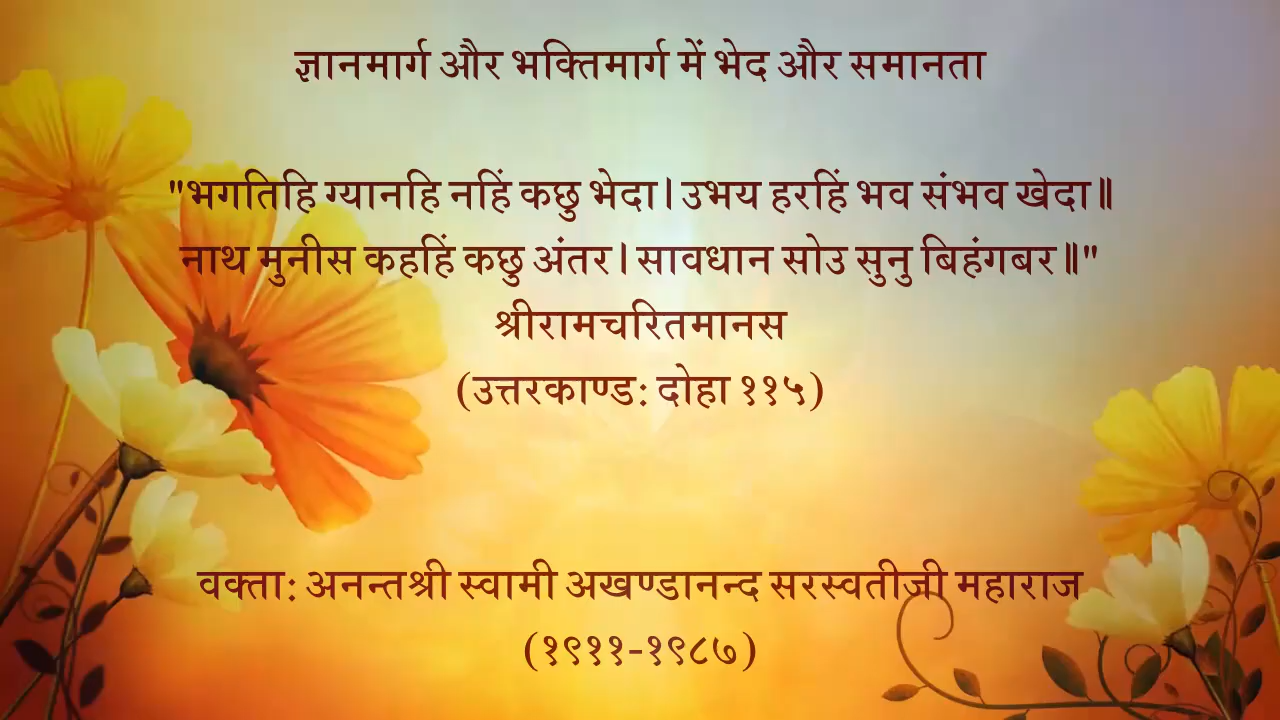 ज्ञानमार्ग और भक्तिमार्ग में भेद और समानता
"भगतिहि ग्यानहि नहिं कछु भेदा। उभय हरहिं भव संभव खेदा॥
नाथ मुनीस कहहिं कछु अंतर। सावधान सोउ सुनु बिहंगबर॥"
श्रीरामचरितमानस
(उत्तरकाण्ड: दोहा ११५)
वक्ता: अनन्तश्री स्वामी अखण्डानन्द सरस्वतीजी महाराज
(१९११-१९८७)